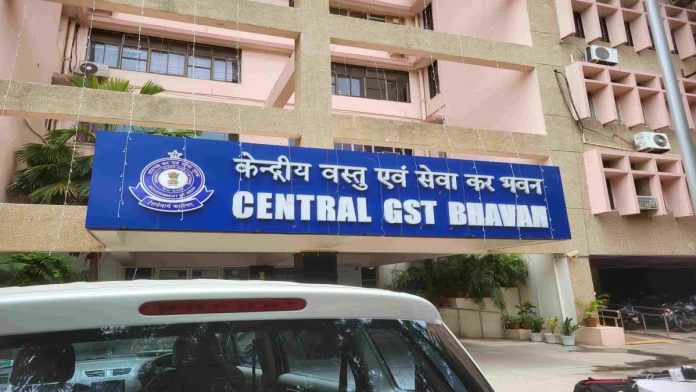 केन्द्रीय वस्तु एवं सेवा कर भवन
CENTRAL GST BHAVAN